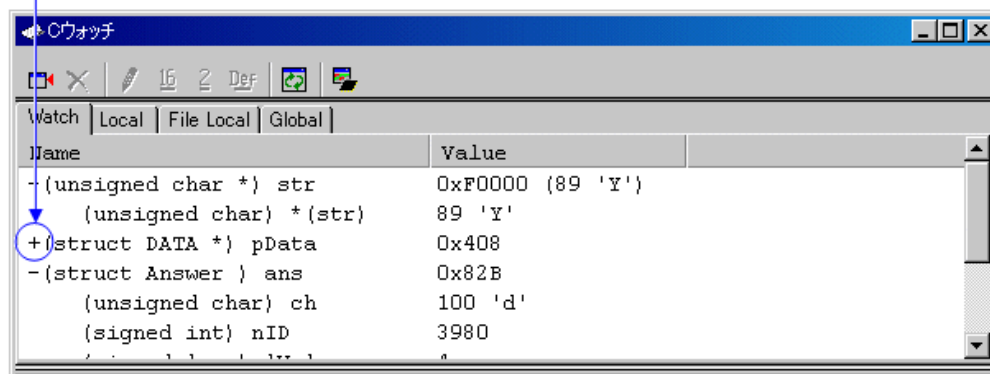 Cウォッチ
16 2 Def
Watch Local File Local Global
Name Value
-(unsigned char *) str 0xF0000 (89 'Y')
(unsigned char) *(str) 89 'Y'
+(struct DATA *) pData 0x408
-(struct Answer ) ans 0x82B
(unsigned char) ch 100 'd'
(signed int) nID 3980